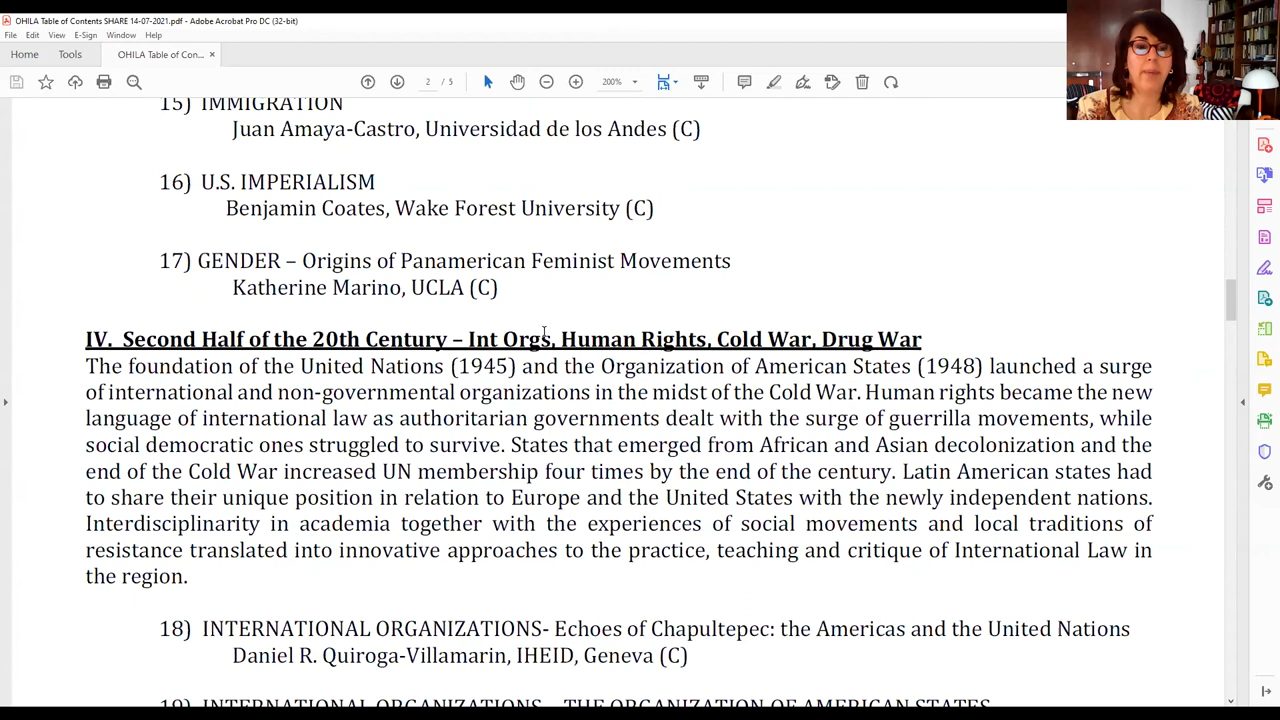 OHILA Table of Contents SHARE 14-07-2021.pdf - Adobe Acrobat Pro DC (32-bit)
File Edit View E-Sign Window Help
Home Tools OHILA Table of Con... ×
2 / 5 200%
15) IMMIGRATION
Juan Amaya-Castro, Universidad de los Andes (C)
16) U.S. IMPERIALISM
Benjamin Coates, Wake Forest University (C)
17) GENDER – Origins of Panamerican Feminist Movements
Katherine Marino, UCLA (C)
IV. Second Half of the 20th Century – Int Orgs, Human Rights, Cold War, Drug War
The foundation of the United Nations (1945) and the Organization of American States (1948) launched a surge
of international and non-governmental organizations in the midst of the Cold War. Human rights became the new
language of international law as authoritarian governments dealt with the surge of guerrilla movements, while
social democratic ones struggled to survive. States that emerged from African and Asian decolonization and the
end of the Cold War increased UN membership four times by the end of the century. Latin American states had
to share their unique position in relation to Europe and the United States with the newly independent nations.
Interdisciplinarity in academia together with the experiences of social movements and local traditions of
resistance translated into innovative approaches to the practice, teaching and critique of International Law in
the region.
18) INTERNATIONAL ORGANIZATIONS- Echoes of Chapultepec: the Americas and the United Nations
Daniel R. Quiroga-Villamarin, IHEID, Geneva (C)
19) INTERNATIONAL ORGANIZATIONS – THE ORGANIZATION OF AMERICAN STATES